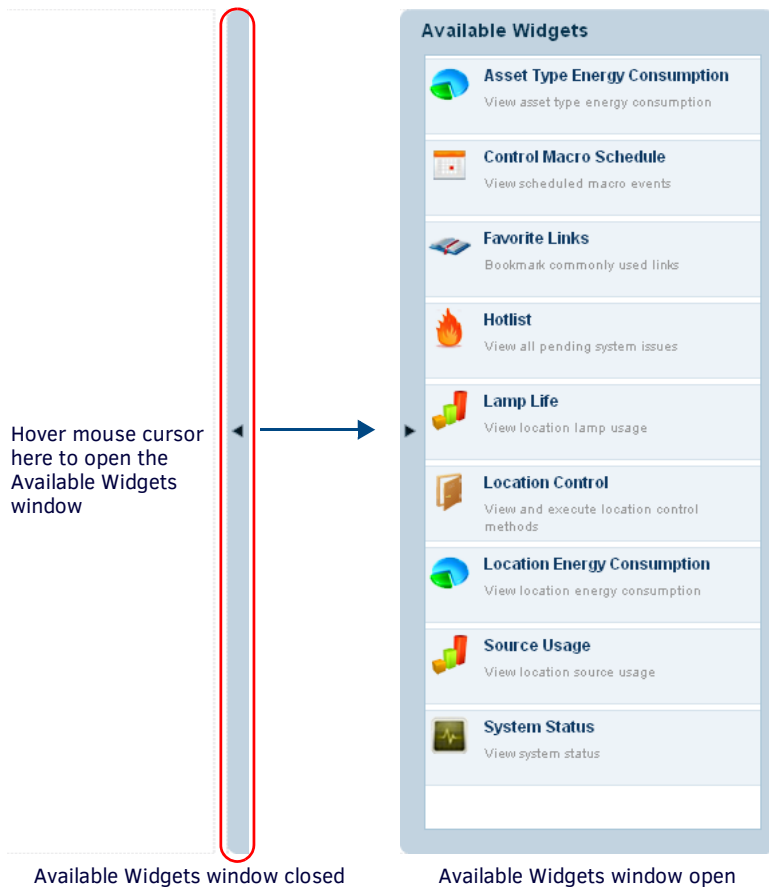 Available Widgets
Asset Type Energy Consumption
View asset type energy consumption
Control Macro Schedule
View scheduled macro events
Favorite Links
Bookmark commonly used links
Hotlist
View all pending system issues
Lamp Life
View location lamp usage
Hover mouse cursor
here to open the
Available Widgets
window
Location Control
View and execute location control
methods
Location Energy Consumption
View location energy consumption
Source Usage
View location source usage
System Status
View system status
Available Widgets window closed
Available Widgets window open